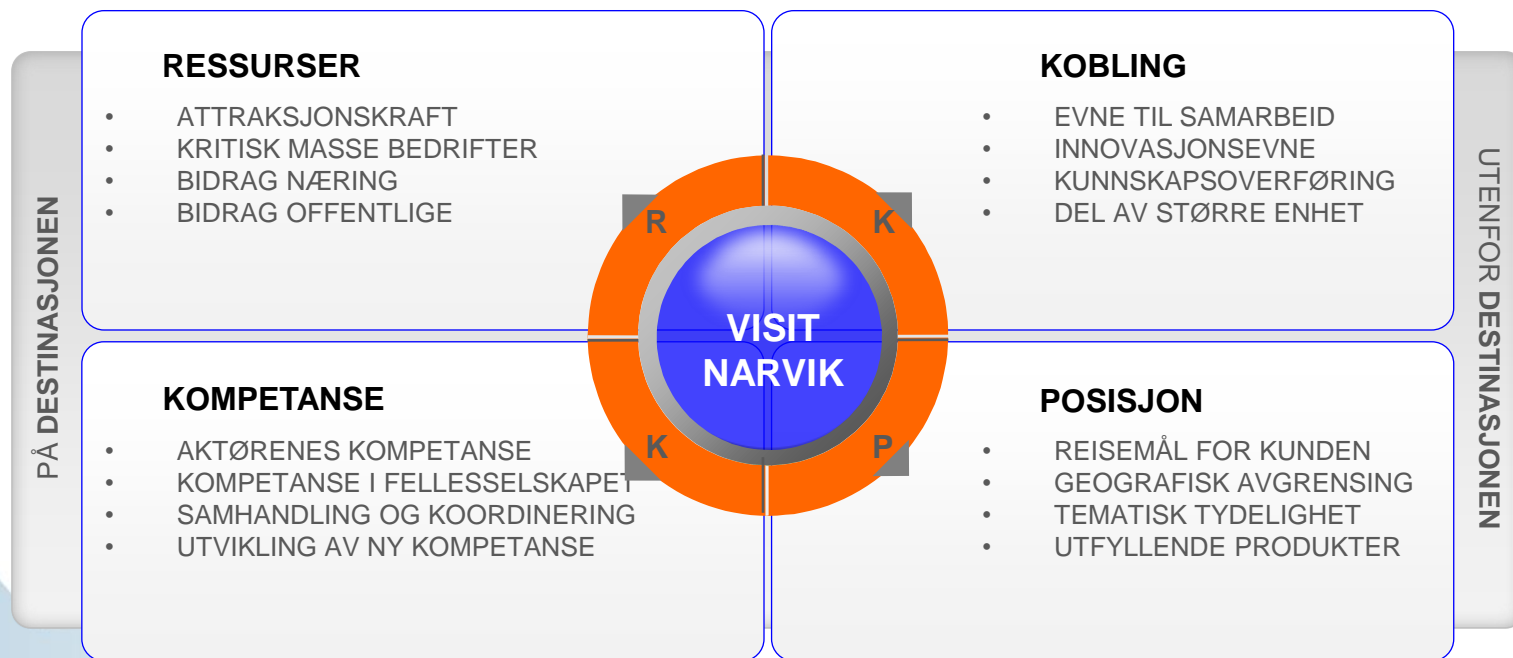 PÅ DESTINASJONEN
RESSURSER
• ATTRAKSJONSKRAFT
• KRITISK MASSE BEDRIFTER
• BIDRAG NÆRING
• BIDRAG OFFENTLIGE
KOBLING
• EVNE TIL SAMARBEID
• INNOVASJONSEVNE
• KUNNSKAPSOVERFØRING
• DEL AV STØRRE ENHET
R
K
VISIT
NARVIK
K
P
KOMPETANSE
• AKTØRENES KOMPETANSE
• KOMPETANSE I FELLESSELSKAPET
• SAMHANDLING OG KOORDINERING
• UTVIKLING AV NY KOMPETANSE
POSISJON
• REISEMÅL FOR KUNDEN
• GEOGRAFISK AVGRENSING
• TEMATISK TYDELIGHET
• UTFYLLENDE PRODUKTER
UTENFOR DESTINASJONEN